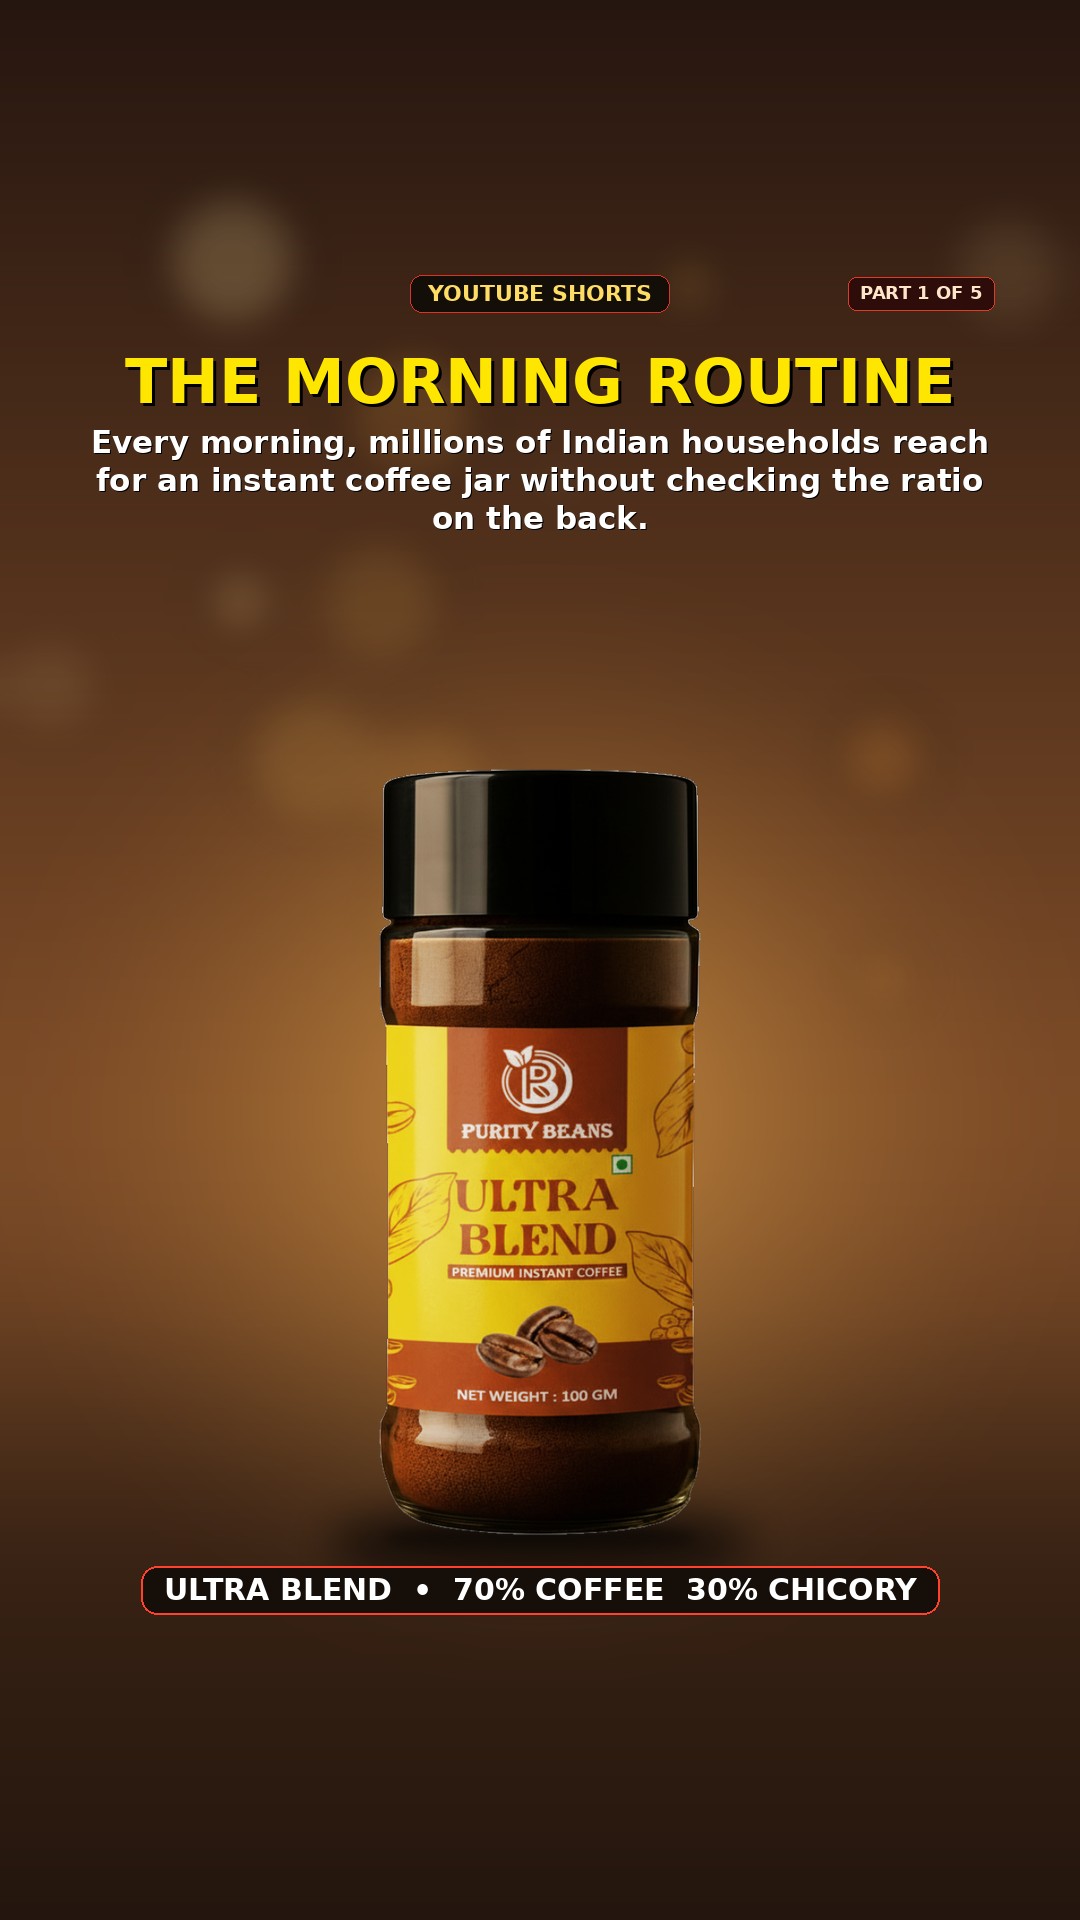 YOUTUBE SHORTS
PART 1 OF 5
THE MORNING ROUTINE
Every morning, millions of Indian households reach
for an instant coffee jar without checking the ratio
on the back.
PURITY BEANS
ULTRA
BLEND
PREMIUM INSTANT COFFEE
NET WEIGHT : 100 GM
ULTRA BLEND • 70% COFFEE 30% CHICORY